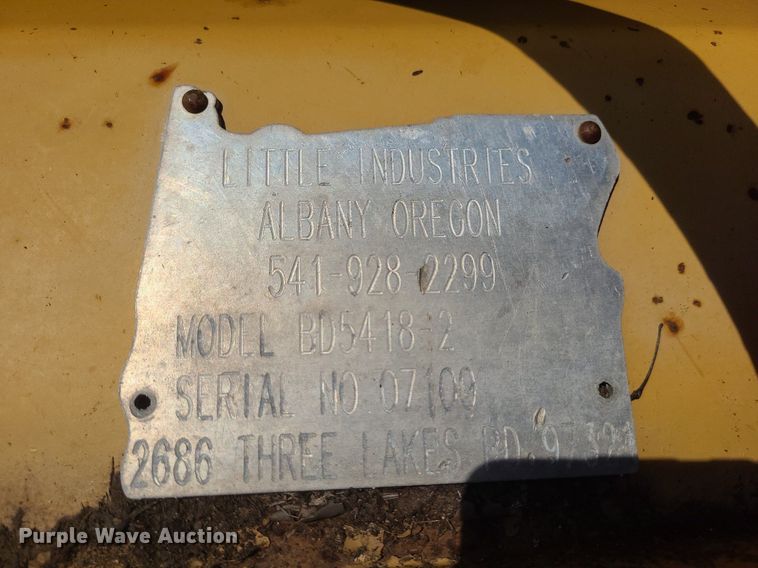 LITTLE INDUSTRIES
ALBANY OREGON
541-928-2299
MODEL BD5418-2
SERIAL NO 07109
2686 THREE LAKES RD.
Purple Wave Auction